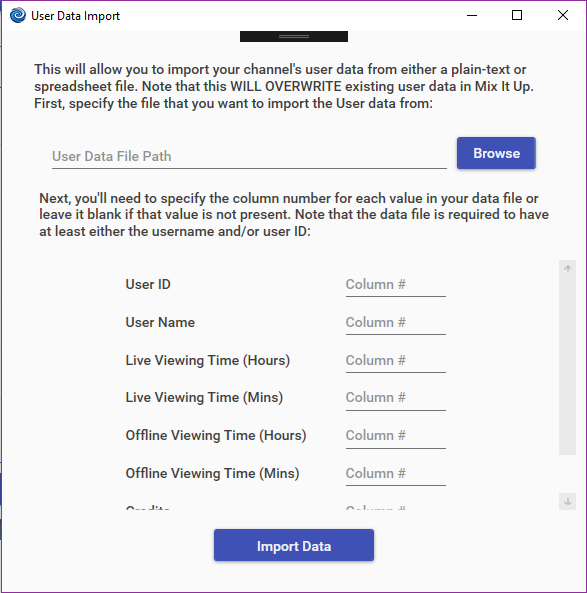 User Data Import
This will allow you to import your channel's user data from either a plain-text or
spreadsheet file. Note that this WILL OVERWRITE existing user data in Mix It Up.
First, specify the file that you want to import the User data from:
User Data File Path
Browse
Next, you'll need to specify the column number for each value in your data file or
leave it blank if that value is not present. Note that the data file is required to have
at least either the username and/or user ID:
User ID Column #
User Name Column #
Live Viewing Time (Hours) Column #
Live Viewing Time (Mins) Column #
Offline Viewing Time (Hours) Column #
Offline Viewing Time (Mins) Column #
Credits Column #
Import Data